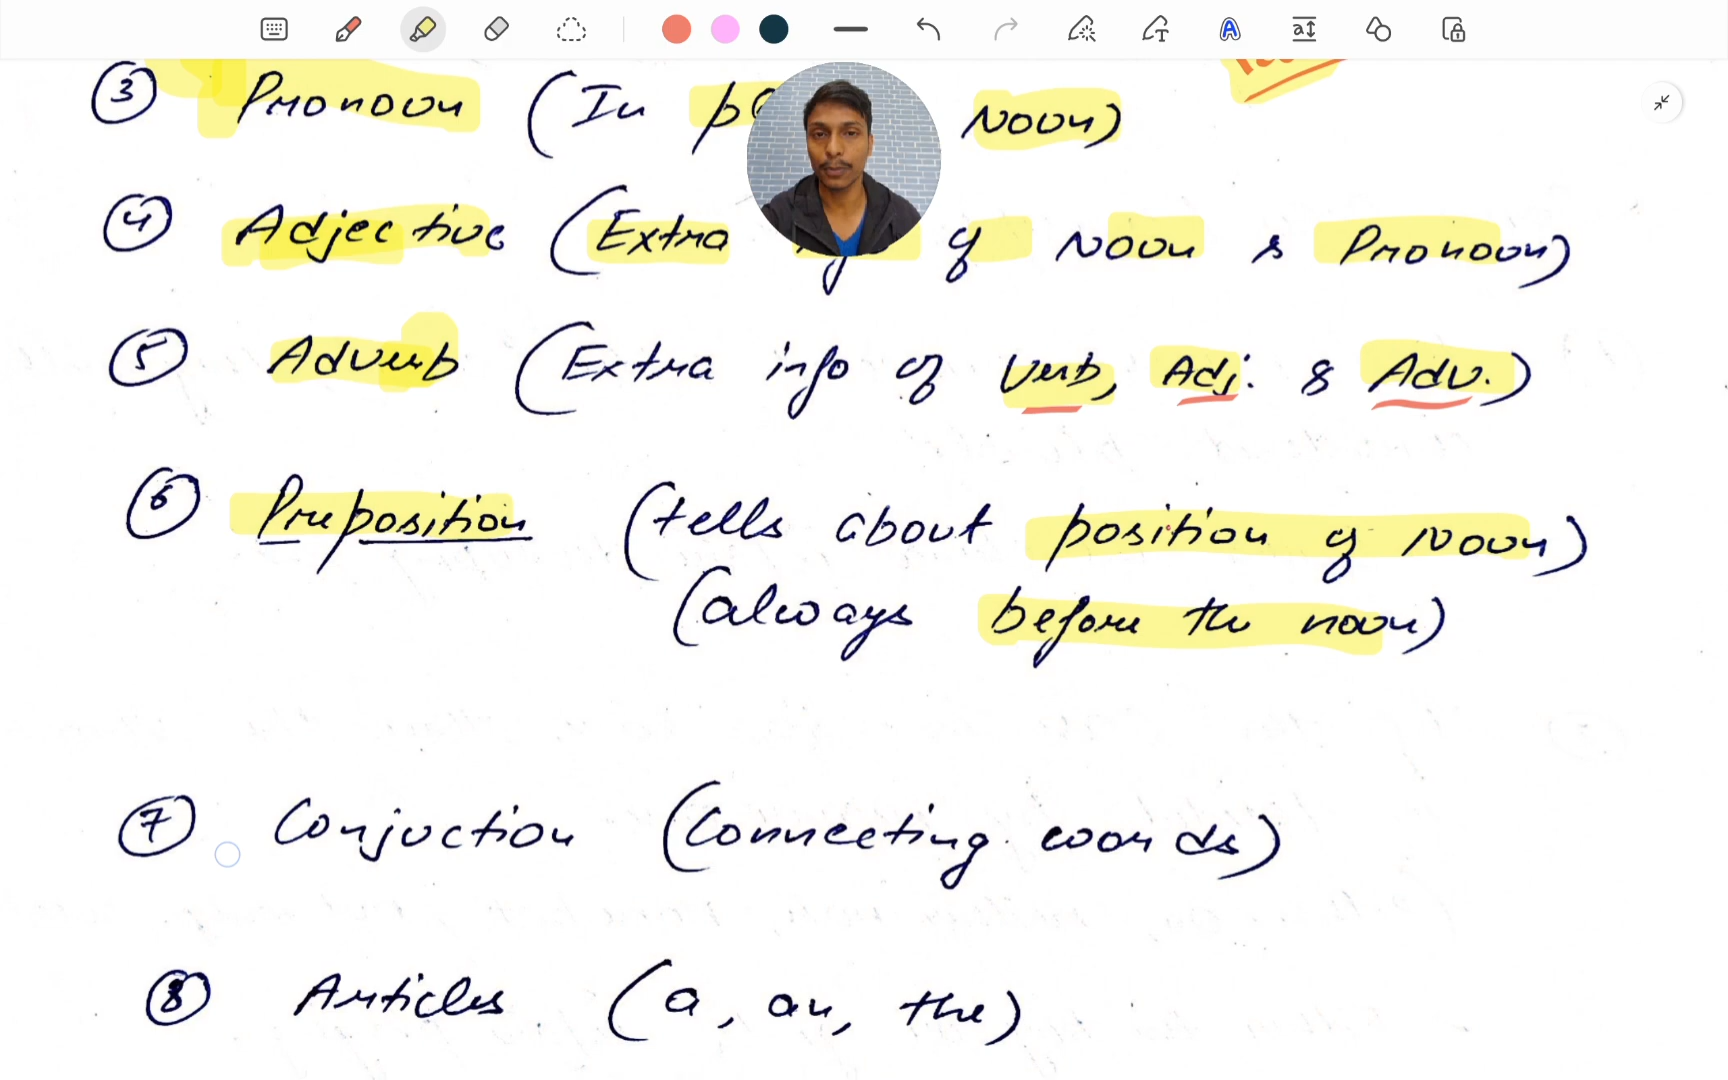 ③ Pronoun (In Noun)
④ Adjective (Extra of Noun & Pronoun)
⑤ Adverb (Extra info of Verb, Adj. & Adv.)
⑥ Preposition (tells about position of Noun)
(always before the noun)
⑦ Conjuction (Connecting words)
⑧ Articles (a, an, the)